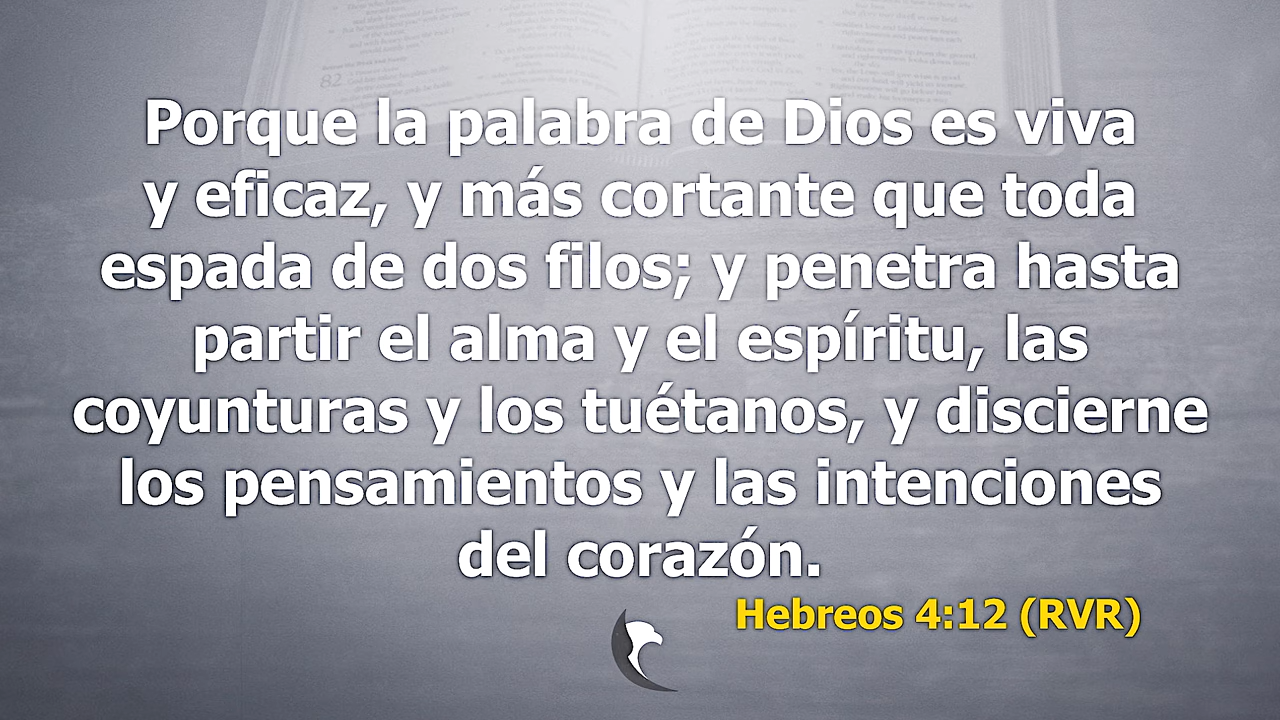 Porque la palabra de Dios es viva
y eficaz, y más cortante que toda
espada de dos filos; y penetra hasta
partir el alma y el espíritu, las
coyunturas y los tuétanos, y discierne
los pensamientos y las intenciones
del corazón.
Hebreos 4:12 (RVR)